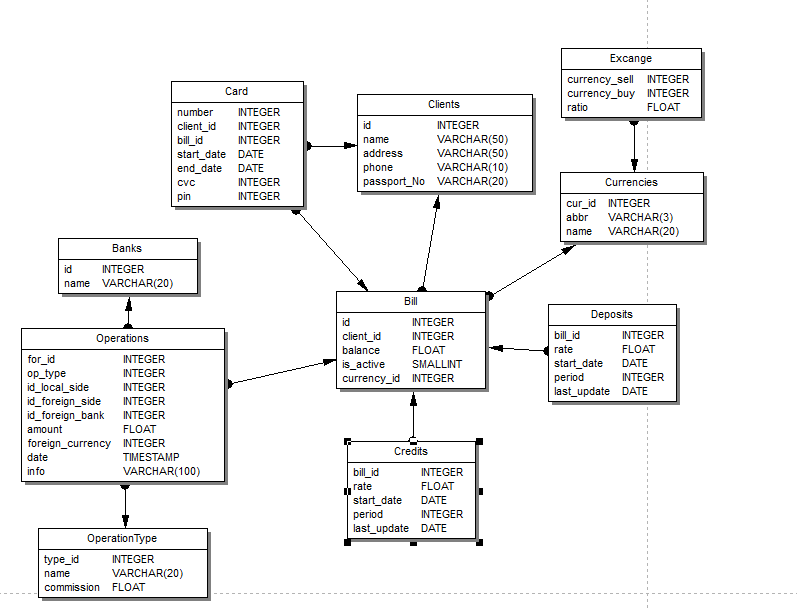 Excange
currency_sell INTEGER
currency_buy INTEGER
ratio FLOAT
Card
number INTEGER
client_id INTEGER
bill_id INTEGER
start_date DATE
end_date DATE
cvc INTEGER
pin INTEGER
Clients
id INTEGER
name VARCHAR(50)
address VARCHAR(50)
phone VARCHAR(10)
passport_No VARCHAR(20)
Currencies
cur_id INTEGER
abbr VARCHAR(3)
name VARCHAR(20)
Banks
id INTEGER
name VARCHAR(20)
Bill
id INTEGER
client_id INTEGER
balance FLOAT
is_active SMALLINT
currency_id INTEGER
Deposits
bill_id INTEGER
rate FLOAT
start_date DATE
period INTEGER
last_update DATE
Operations
for_id INTEGER
op_type INTEGER
id_local_side INTEGER
id_foreign_side INTEGER
id_foreign_bank INTEGER
amount FLOAT
foreign_currency INTEGER
date TIMESTAMP
info VARCHAR(100)
Credits
bill_id INTEGER
rate FLOAT
start_date DATE
period INTEGER
last_update DATE
OperationType
type_id INTEGER
name VARCHAR(20)
commission FLOAT